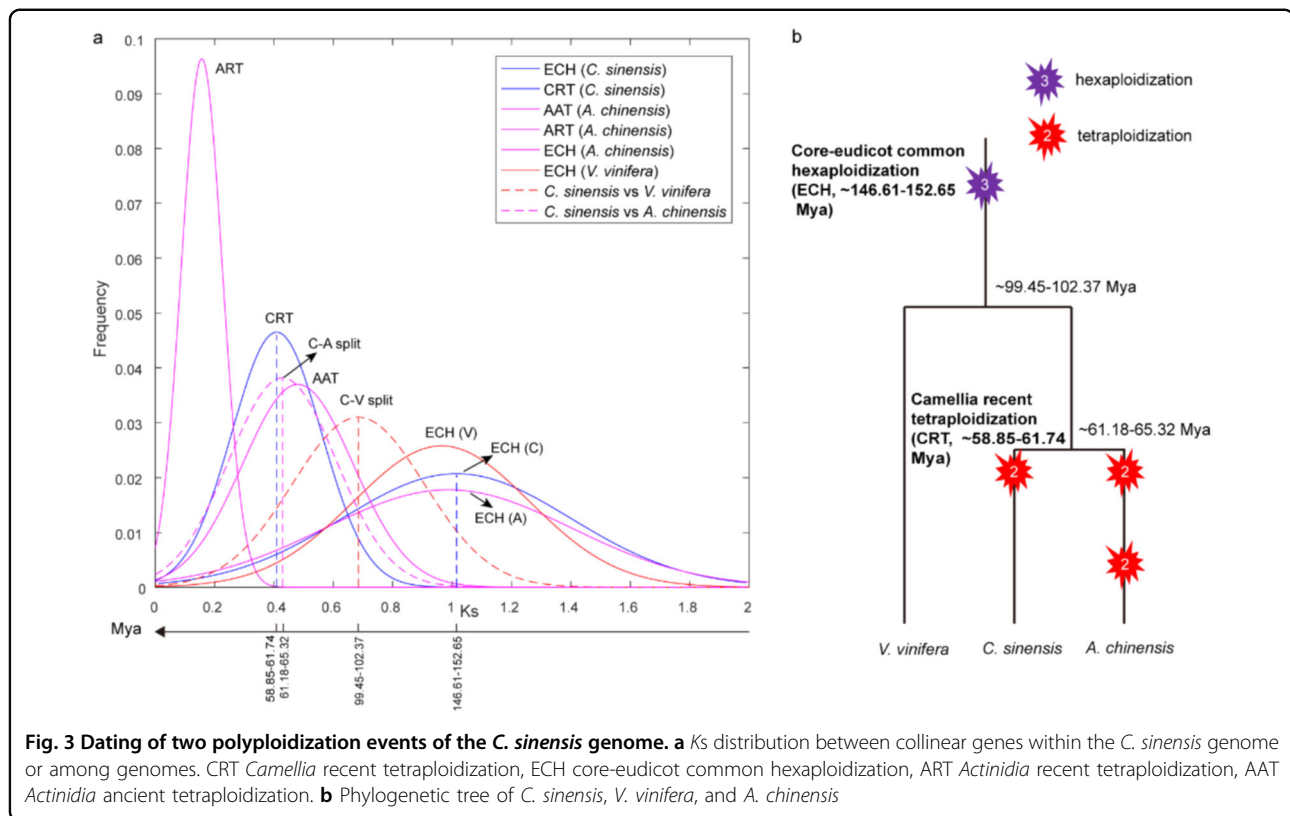 a
0.1
0.09
0.08
0.07
0.06
0.05
0.04
0.03
0.02
0.01
0
Frequency
ART
CRT
C-A split
AAT
C-V split
ECH (V)
ECH (C)
ECH (A)
ECH (C. sinensis)
CRT (C. sinensis)
AAT (A. chinensis)
ART (A. chinensis)
ECH (A. chinensis)
ECH (V. vinifera)
C. sinensis vs V. vinifera
C. sinensis vs A. chinensis
0 0.2 0.4 0.6 0.8 1 Ks 1.2 1.4 1.6 1.8 2
Mya
58.85-61.74
61.18-65.32
99.45-102.37
146.61-152.65
b
3 hexaploidization
2 tetraploidization
Core-eudicot common
hexaploidization
(ECH, ~146.61-152.65
Mya)
3
~99.45-102.37 Mya
Camellia recent
tetraploidization
(CRT, ~58.85-61.74
Mya)
~61.18-65.32 Mya
2
2
2
V. vinifera C. sinensis A. chinensis
Fig. 3 Dating of two polyploidization events of the C. sinensis genome. a Ks distribution between collinear genes within the C. sinensis genome
or among genomes. CRT Camellia recent tetraploidization, ECH core-eudicot common hexaploidization, ART Actinidia recent tetraploidization, AAT
Actinidia ancient tetraploidization. b Phylogenetic tree of C. sinensis, V. vinifera, and A. chinensis